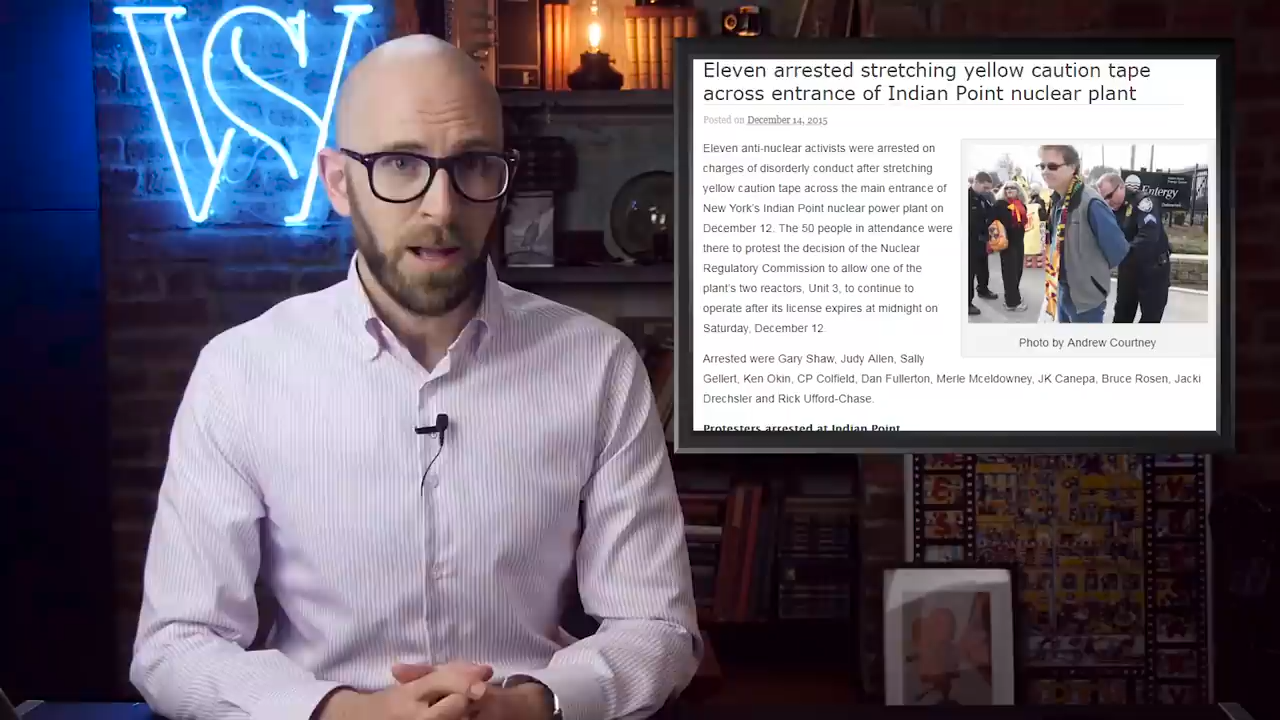 WS
Eleven arrested stretching yellow caution tape
across entrance of Indian Point nuclear plant
Posted on December 14, 2015
Eleven anti-nuclear activists were arrested on
charges of disorderly conduct after stretching
yellow caution tape across the main entrance of
New York's Indian Point nuclear power plant on
December 12. The 50 people in attendance were
there to protest the decision of the Nuclear
Regulatory Commission to allow one of the
plant's two reactors, Unit 3, to continue to
operate after its license expires at midnight on
Saturday, December 12.
Entergy
Photo by Andrew Courtney
Arrested were Gary Shaw, Judy Allen, Sally
Gellert, Ken Okin, CP Colfield, Dan Fullerton, Merle Mceldowney, JK Canepa, Bruce Rosen, Jacki
Drechsler and Rick Ufford-Chase.
Protesters arrested at Indian Point